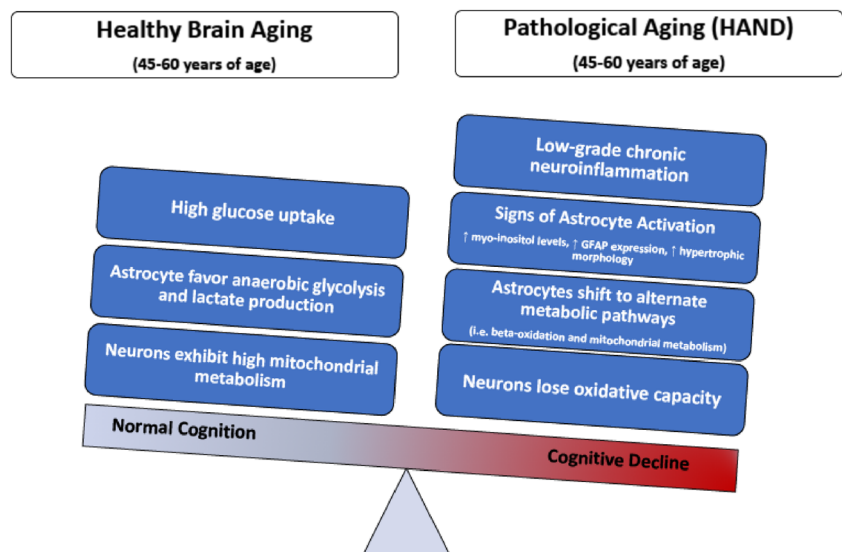 Healthy Brain Aging
(45-60 years of age)
Pathological Aging (HAND)
(45-60 years of age)
High glucose uptake
Astrocyte favor anaerobic glycolysis
and lactate production
Neurons exhibit high mitochondrial
metabolism
Normal Cognition
Low-grade chronic
neuroinflammation
Signs of Astrocyte Activation
↑ myo-inositol levels, ↑ GFAP expression, ↑ hypertrophic
morphology
Astrocytes shift to alternate
metabolic pathways
(i.e. beta-oxidation and mitochondrial metabolism)
Neurons lose oxidative capacity
Cognitive Decline